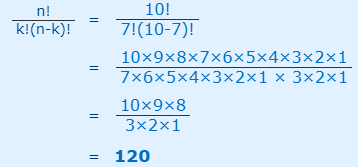 n!/k!(n-k)! = 10!/7!(10-7)!
= 10×9×8×7×6×5×4×3×2×1/7×6×5×4×3×2×1 × 3×2×1
= 10×9×8/3×2×1
= 120